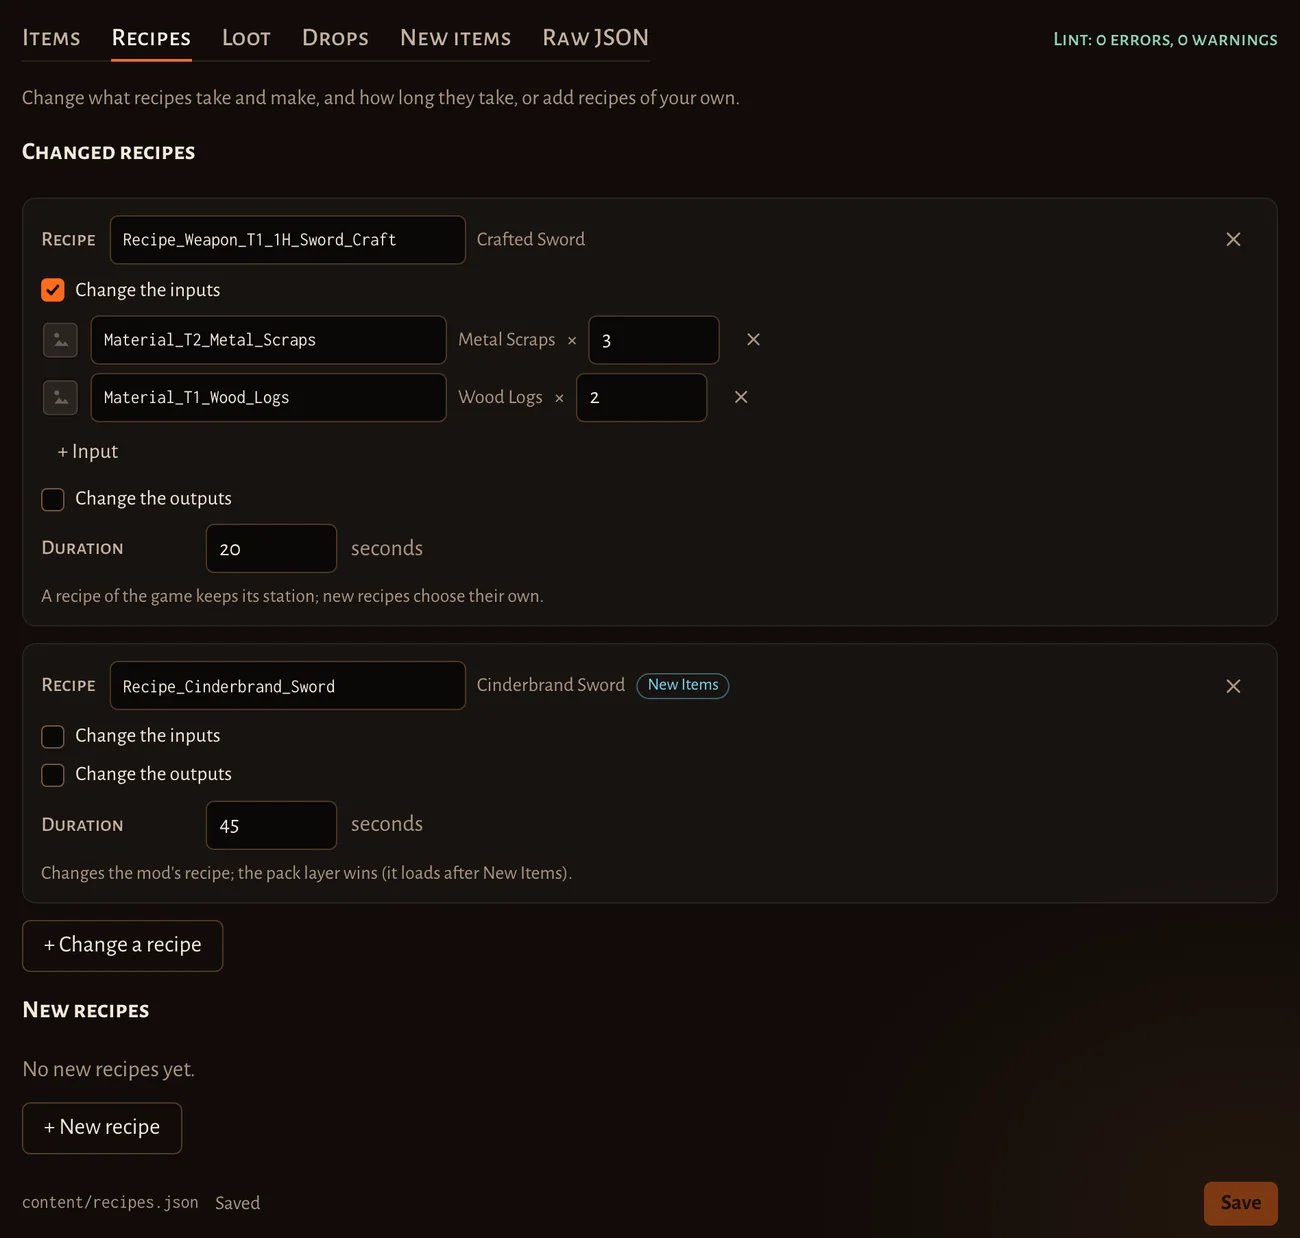 Items Recipes Loot Drops New items Raw JSON Lint: 0 errors, 0 warnings
Change what recipes take and make, and how long they take, or add recipes of your own.
Changed recipes
Recipe Recipe_Weapon_T1_1H_Sword_Craft Crafted Sword ×
Change the inputs
Material_T2_Metal_Scraps Metal Scraps × 3 ×
Material_T1_Wood_Logs Wood Logs × 2 ×
+ Input
Change the outputs
Duration 20 seconds
A recipe of the game keeps its station; new recipes choose their own.
Recipe Recipe_Cinderbrand_Sword Cinderbrand Sword New Items ×
Change the inputs
Change the outputs
Duration 45 seconds
Changes the mod's recipe; the pack layer wins (it loads after New Items).
+ Change a recipe
New recipes
No new recipes yet.
+ New recipe
content/recipes.json Saved Save